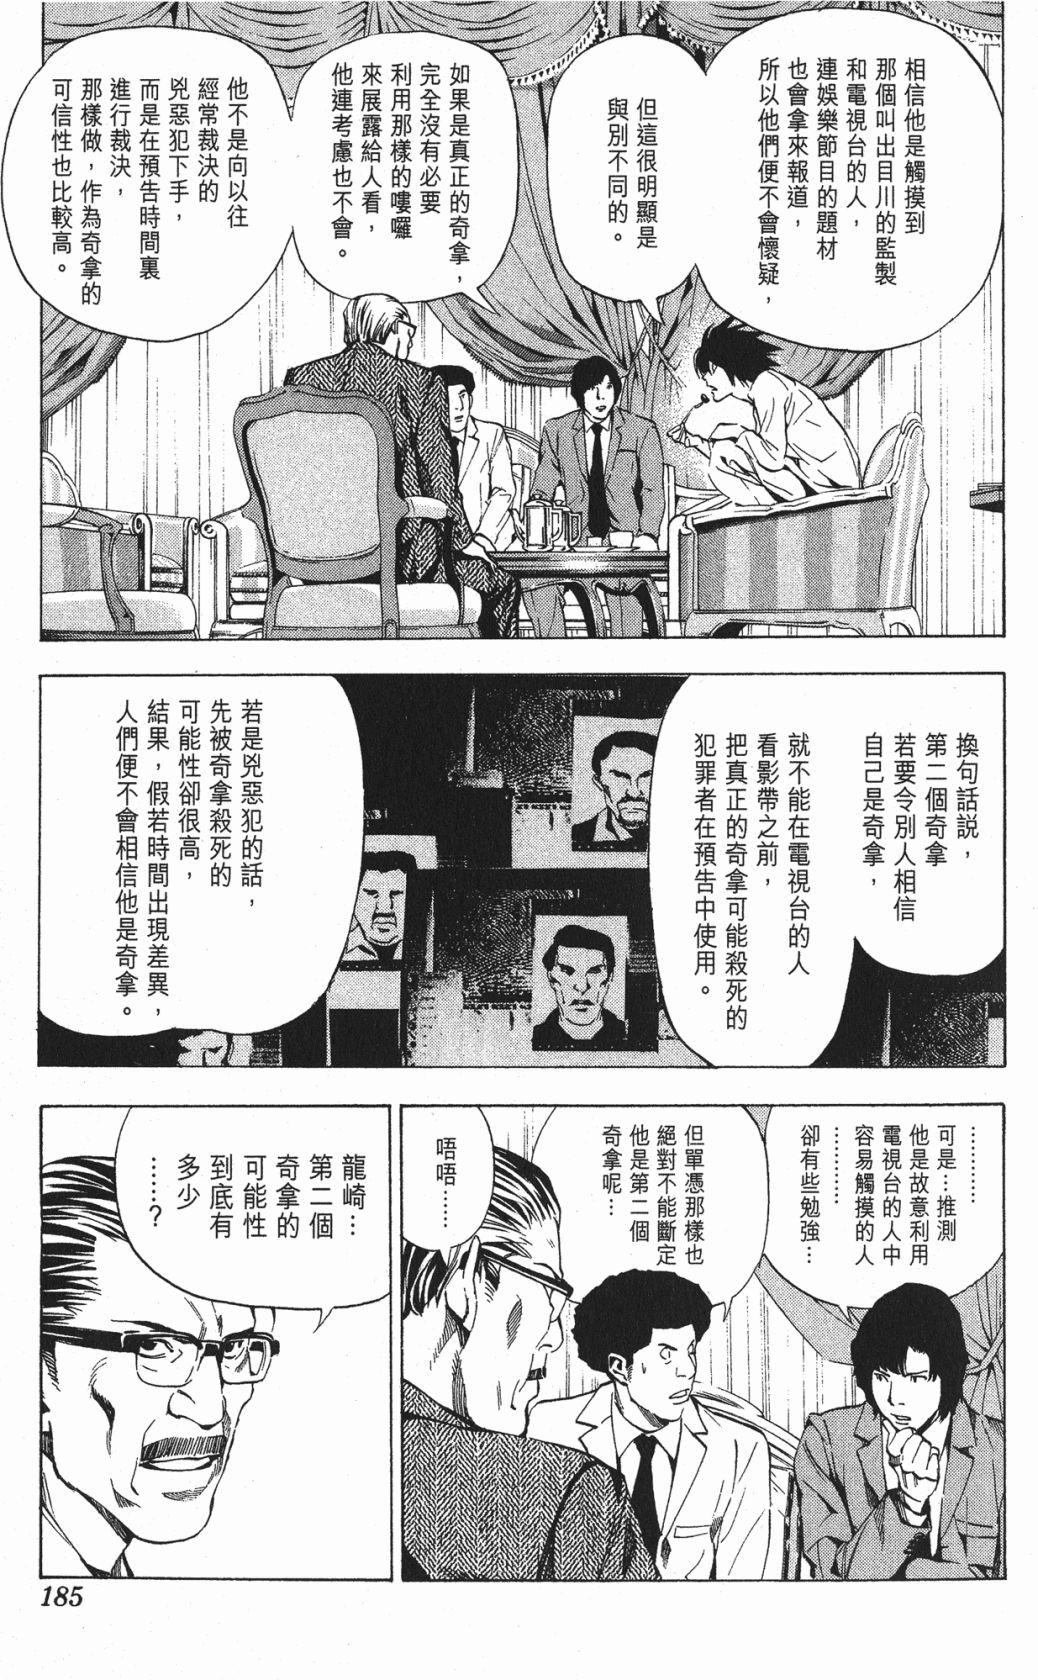 相信他是觸摸到
那個叫出目川的監製
和電視台的人，
連娛樂節目的題材
也會拿來報道，
所以他們便不會懷疑，
但這很明顯是
與別不同的。
如果是真正的奇拿，
完全沒有必要
利用那樣的嘍囉
來展露給人看，
他連考慮也不會。
他不是向以往
經常裁決的
兇惡犯下手，
而是在預告時間裏
進行裁決，
那樣做，作為奇拿的
可信性也比較高。
換句話說，
第二個奇拿
若要令別人相信
自己是奇拿，
就不能在電視台的人
看影帶之前，
把真正的奇拿可能殺死的
犯罪者在預告中使用。
若是兇惡犯的話，
先被奇拿殺死的
可能性卻很高，
結果，假若時間出現差異，
人們便不會相信他是奇拿。
…………
可是…推測
他是故意利用
電視台的人中
容易觸摸的人
…………
卻有些勉強…
但單憑那樣也
絕對不能斷定
他是第二個
奇拿呢…
唔唔……
龍崎…
第二個
奇拿的
可能性
到底有
多少
……?
185